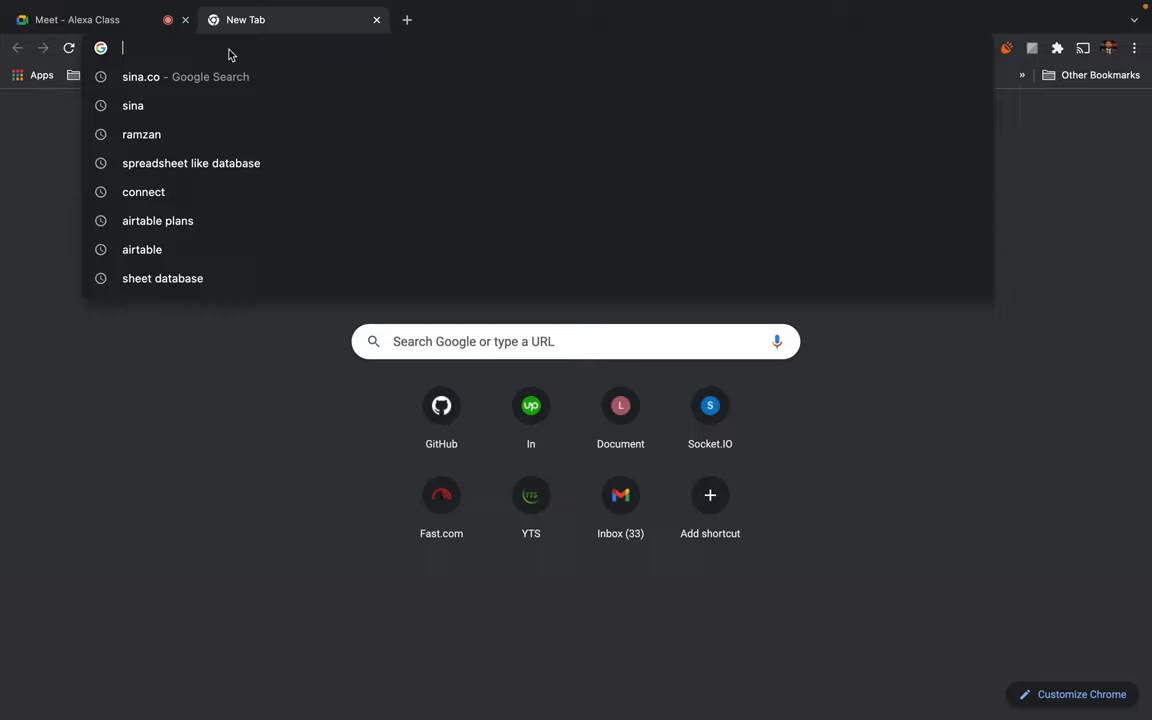 Meet - Alexa Class
New Tab
sina.co - Google Search
Apps
Other Bookmarks
sina
ramzan
spreadsheet like database
connect
airtable plans
airtable
sheet database
Search Google or type a URL
up
L
S
GitHub
In
Document
Socket.IO
YTS
Fast.com
YTS
Inbox (33)
Add shortcut
Customize Chrome